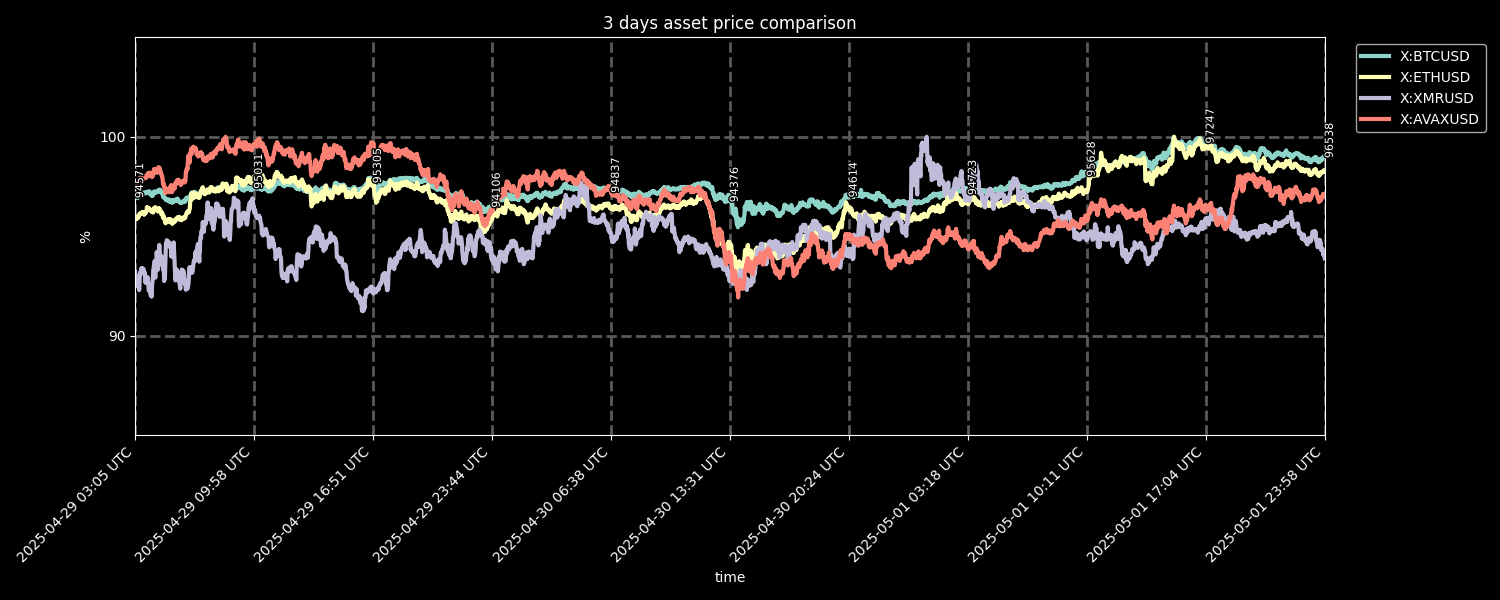 3 days asset price comparison
X:BTCUSD
X:ETHUSD
X:XMRUSD
X:AVAXUSD
100
90
%
94571
95031
95305
94106
94837
94376
94614
94723
95628
97247
96538
2025-04-29 03:05 UTC
2025-04-29 09:58 UTC
2025-04-29 16:51 UTC
2025-04-29 23:44 UTC
2025-04-30 06:38 UTC
2025-04-30 13:31 UTC
2025-04-30 20:24 UTC
2025-05-01 03:18 UTC
2025-05-01 10:11 UTC
2025-05-01 17:04 UTC
2025-05-01 23:58 UTC
time